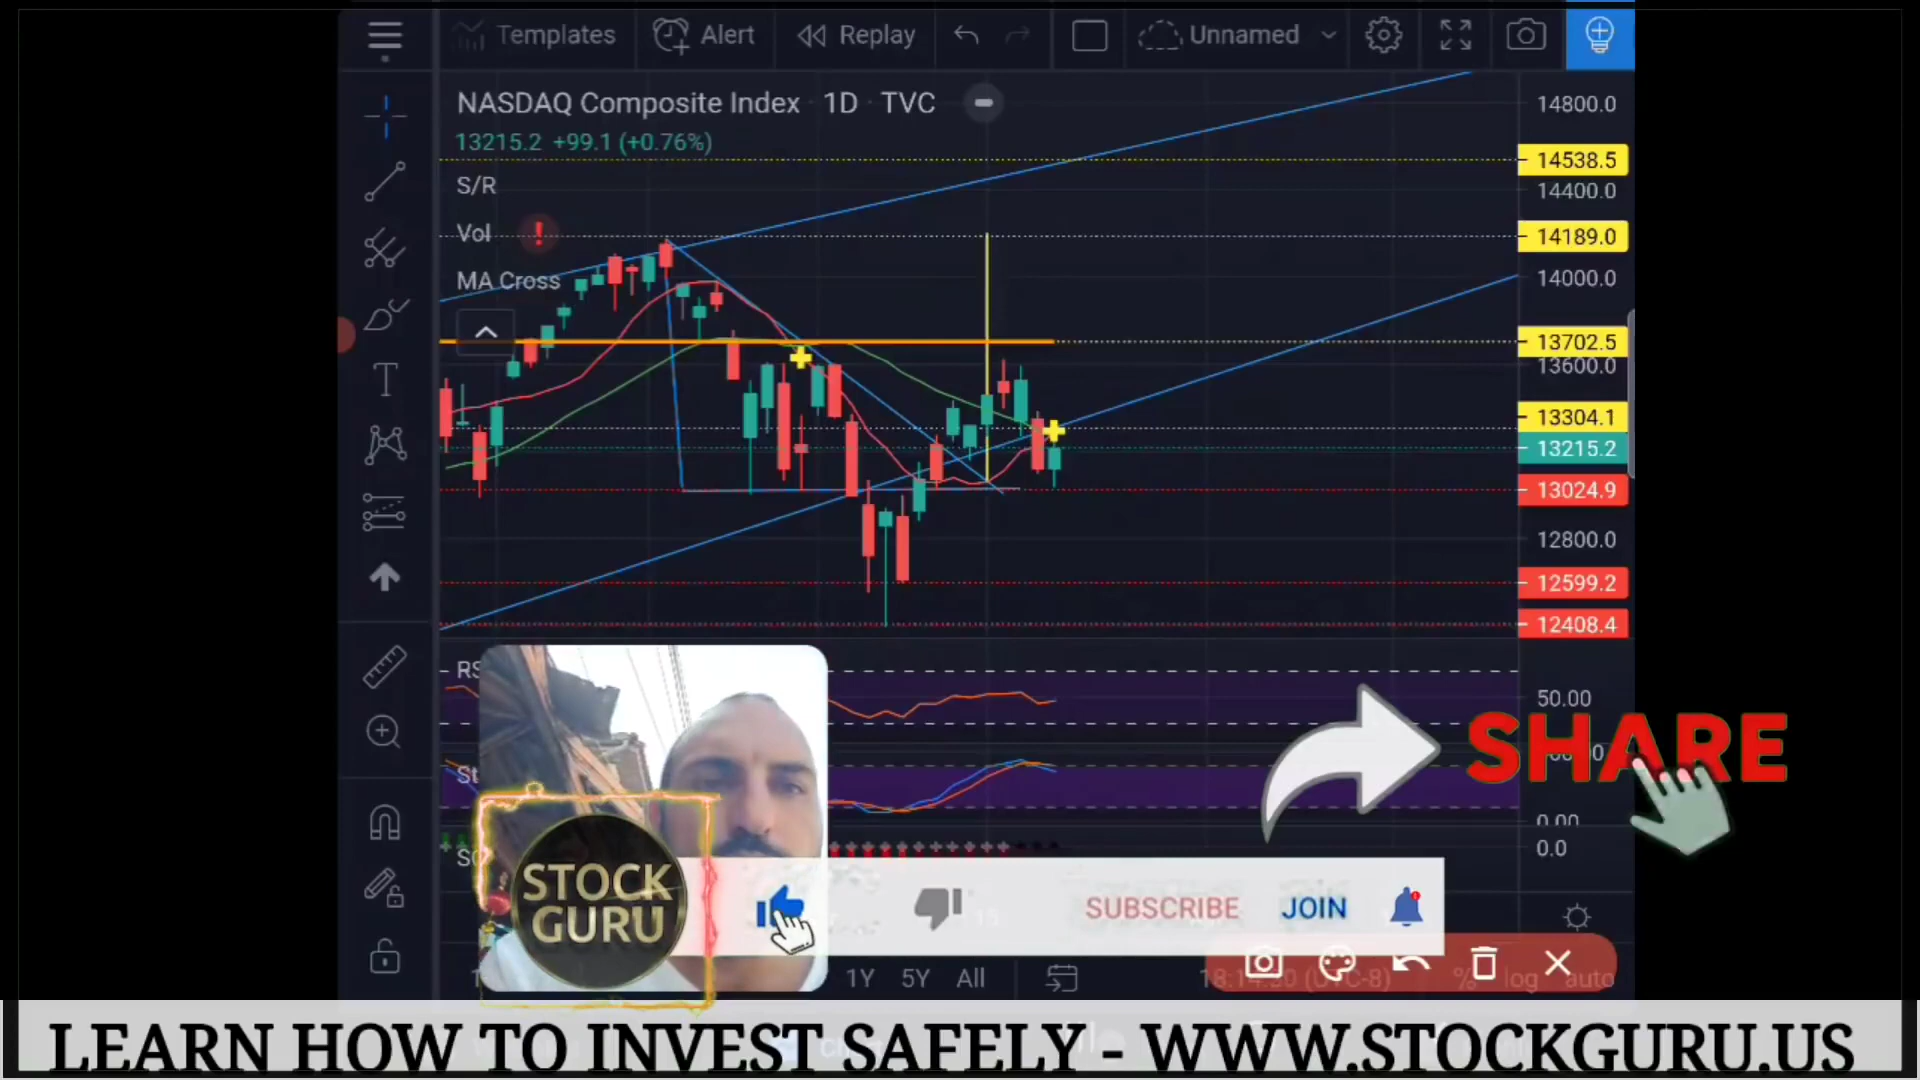 Templates
Alert
Replay
Unnamed
NASDAQ Composite Index · 1D · TVC
13215.2 +99.1 (+0.76%)
S/R
Vol
MA Cross
14800.0
14538.5
14400.0
14189.0
14000.0
13702.5
13600.0
13304.1
13215.2
13024.9
12800.0
12599.2
12408.4
50.00
SHARE
0.00
0.0
STOCK
GURU
SUBSCRIBE
JOIN
1Y 5Y All
% log auto
LEARN HOW TO INVEST SAFELY - WWW.STOCKGURU.US